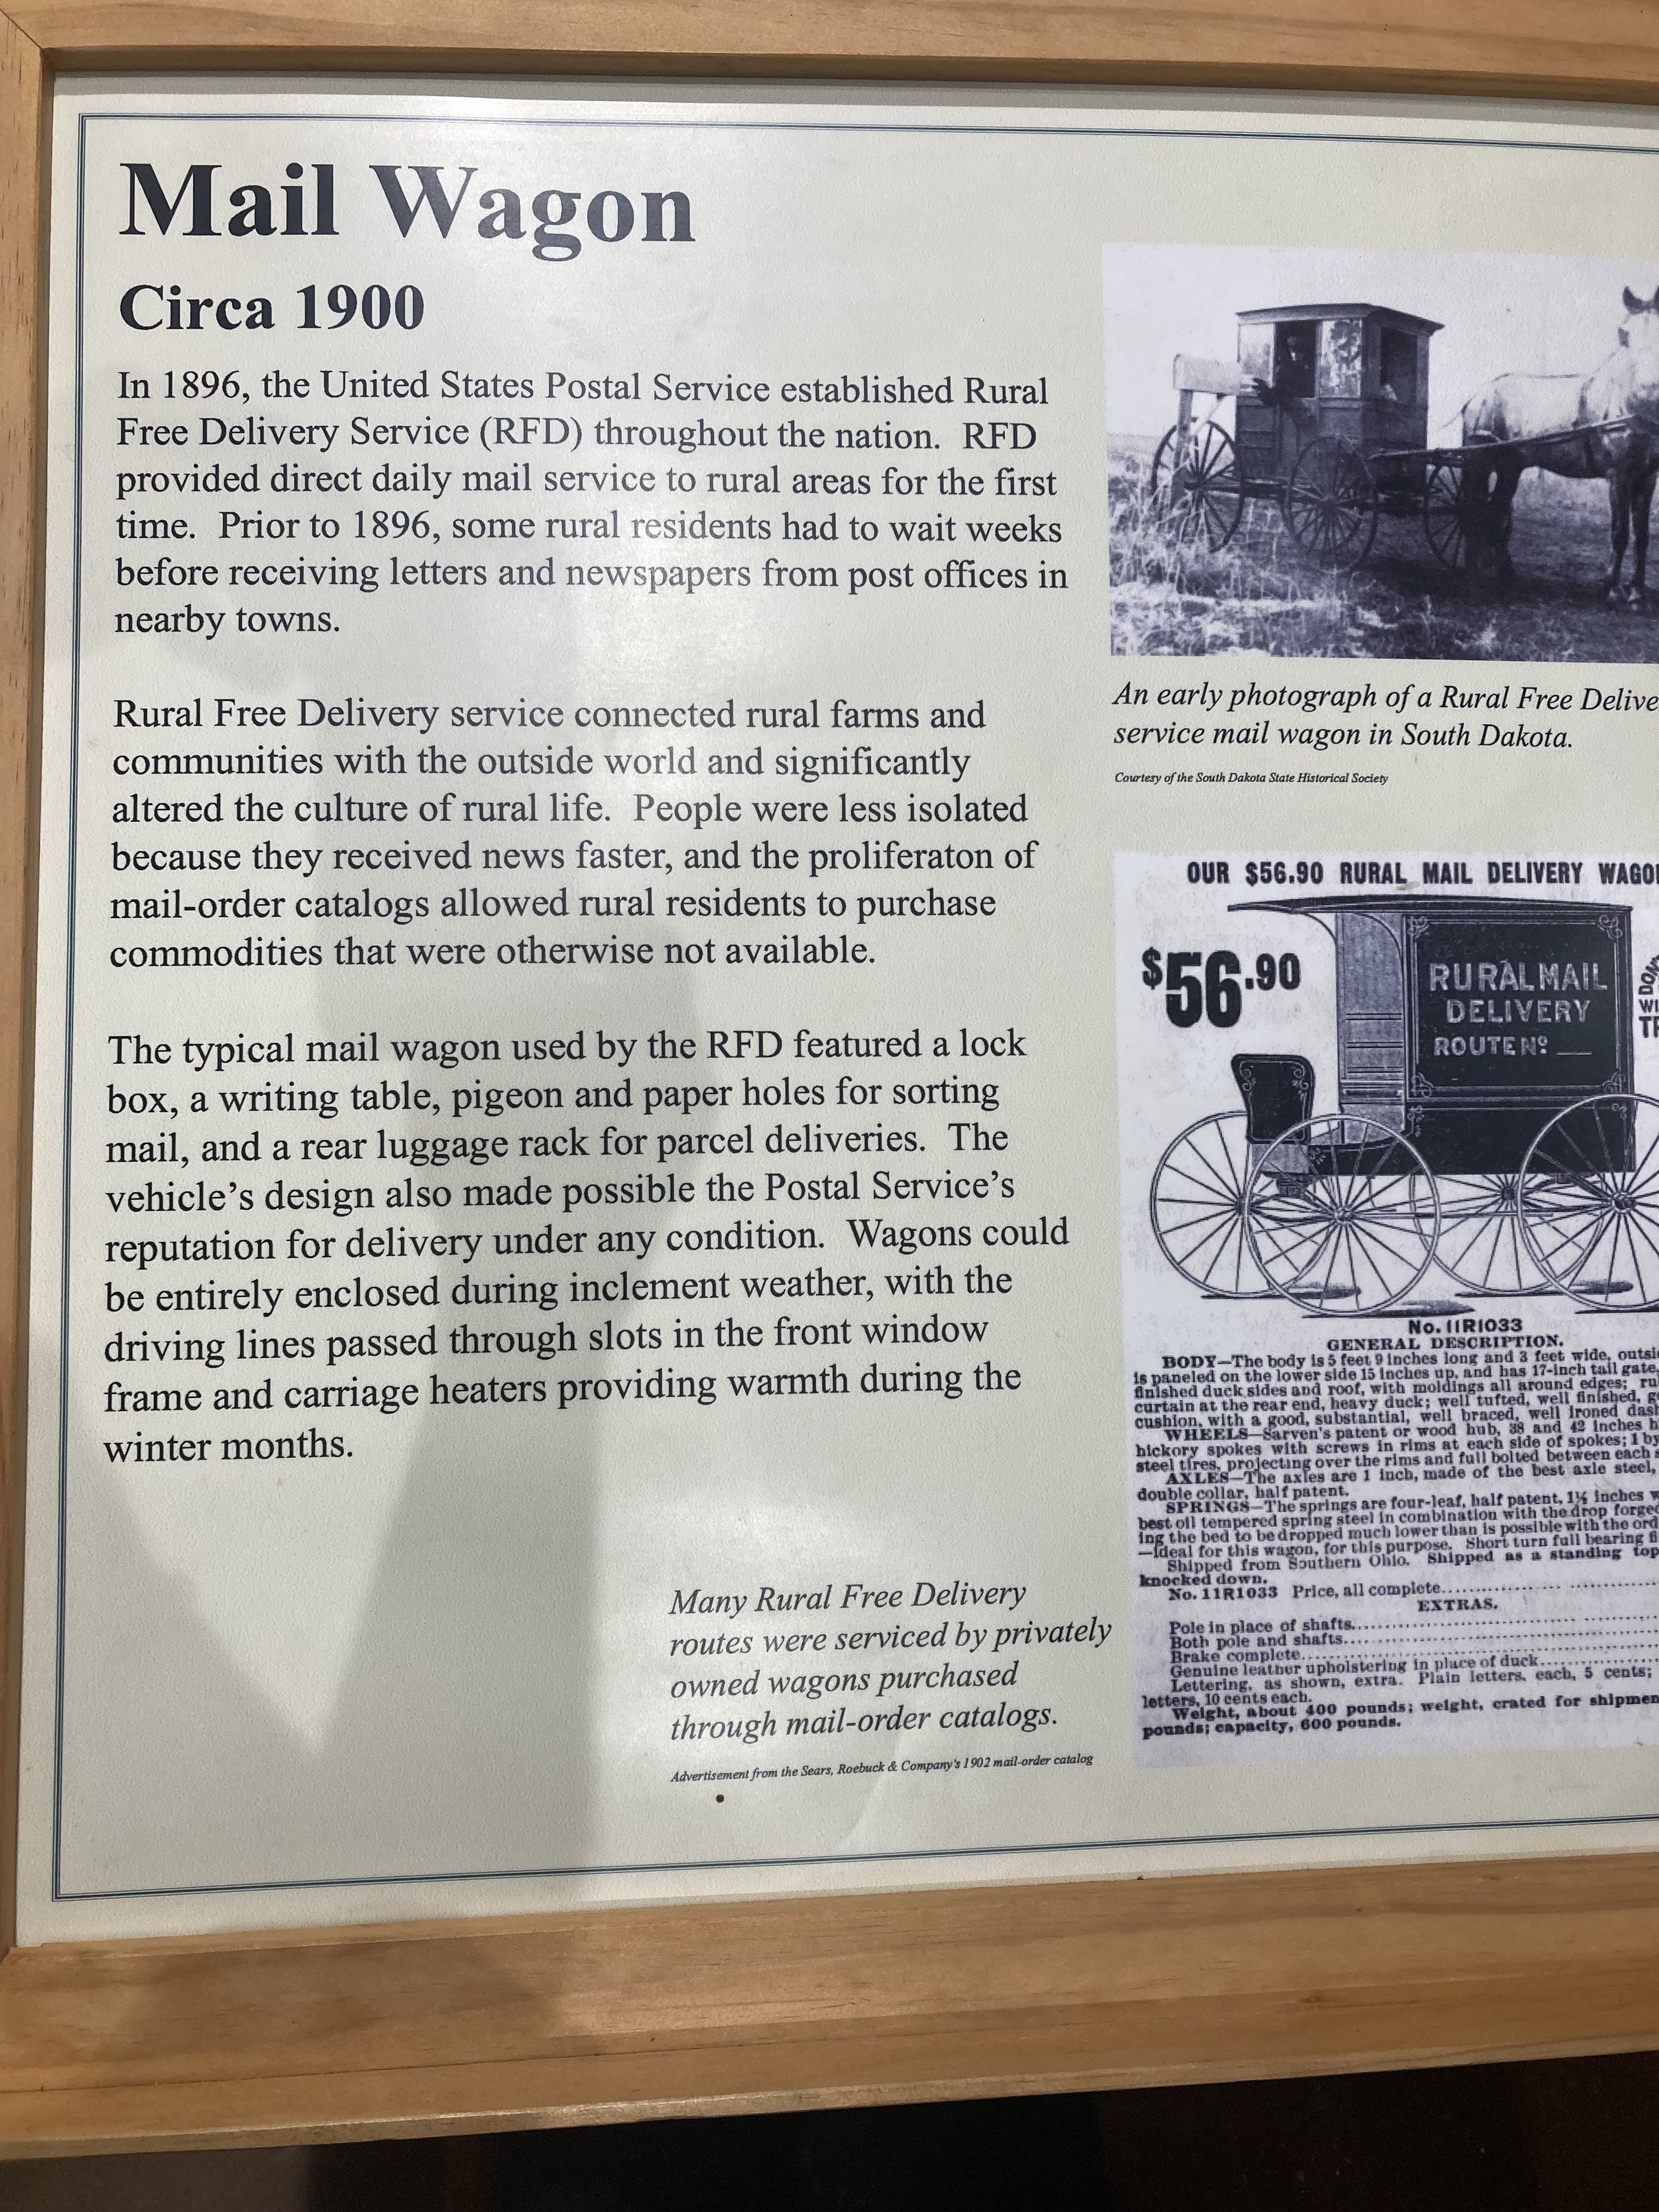 Mail Wagon
Circa 1900
In 1896, the United States Postal Service established Rural
Free Delivery Service (RFD) throughout the nation.  RFD
provided direct daily mail service to rural areas for the first
time.  Prior to 1896, some rural residents had to wait weeks
before receiving letters and newspapers from post offices in
nearby towns.
Rural Free Delivery service connected rural farms and
communities with the outside world and significantly
altered the culture of rural life.  People were less isolated
because they received news faster, and the proliferaton of
mail-order catalogs allowed rural residents to purchase
commodities that were otherwise not available.
The typical mail wagon used by the RFD featured a lock
box, a writing table, pigeon and paper holes for sorting
mail, and a rear luggage rack for parcel deliveries.  The
vehicle's design also made possible the Postal Service's
reputation for delivery under any condition.  Wagons could
be entirely enclosed during inclement weather, with the
driving lines passed through slots in the front window
frame and carriage heaters providing warmth during the
winter months.
Many Rural Free Delivery
routes were serviced by privately
owned wagons purchased
through mail-order catalogs.
Advertisement from the Sears, Roebuck & Company's 1902 mail-order catalog
An early photograph of a Rural Free Delive
service mail wagon in South Dakota.
Courtesy of the South Dakota State Historical Society
OUR $56.90 RURAL MAIL DELIVERY WAGO
$56.90
RURAL MAIL
DELIVERY
ROUTE No
DON
WI
No. 11R1033
GENERAL DESCRIPTION.
BODY—The body is 5 feet 9 inches long and 3 feet wide, outsi
is paneled on the lower side 15 inches up, and has 17-inch tail gate,
finished duck sides and roof, with moldings all around edges; ru
curtain at the rear end, heavy duck; well tufted, well finished, g
cushion, with a good, substantial, well braced, well ironed dash
WHEELS—Sarven's patent or wood hub, 38 and 42 inches h
hickory spokes with screws in rims at each side of spokes; 1 by
steel tires, projecting over the rims and full bolted between each s
AXLES—The axles are 1 inch, made of the best axle steel,
double collar, half patent.
SPRINGS—The springs are four-leaf, half patent, 1¼ inches w
best oil tempered spring steel in combination with the drop forge
ing the bed to be dropped much lower than is possible with the ord
—ideal for this wagon, for this purpose.  Short turn full bearing fi
Shipped from Southern Ohio.  Shipped as a standing top
knocked down.
No. 11R1033  Price, all complete
EXTRAS.
Pole in place of shafts
Both pole and shafts
Brake complete
Genuine leather upholstering in place of duck
Lettering, as shown, extra.  Plain letters, each, 5 cents;
letters, 10 cents each.
Weight, about 400 pounds; weight, crated for shipmen
pounds; capacity, 600 pounds.